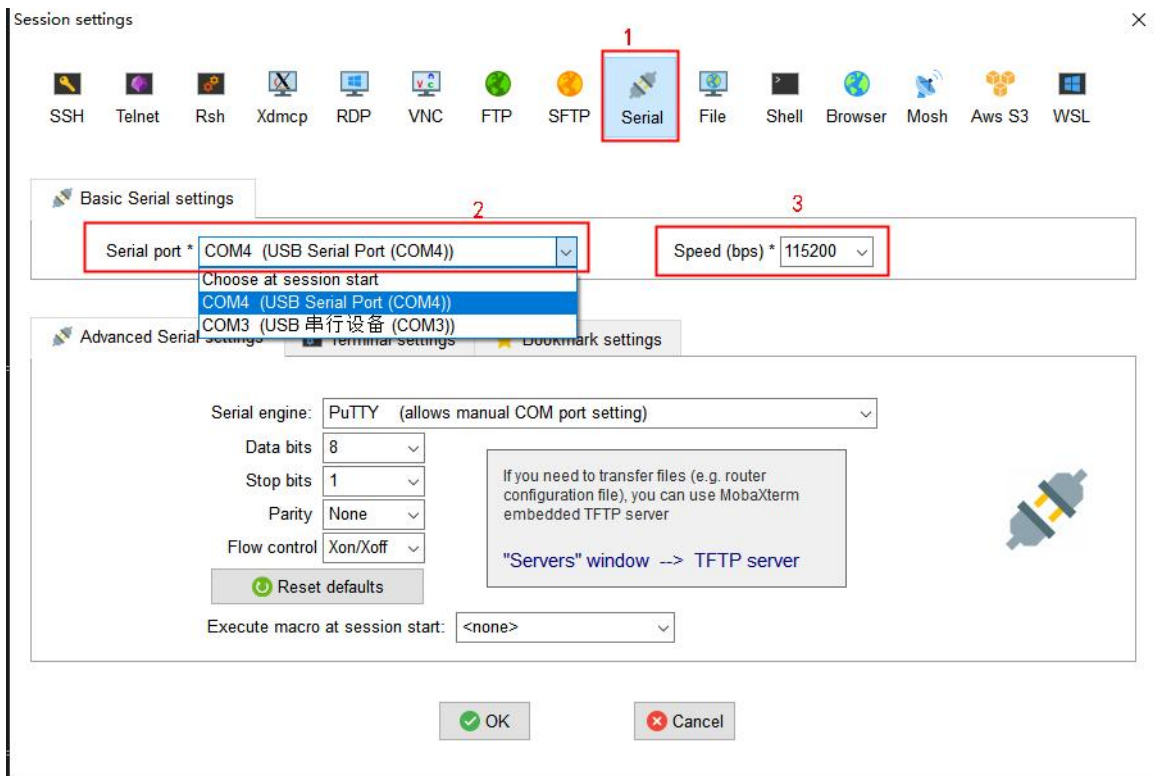 Session settings
1
SSH Telnet Rsh Xdmcp RDP VNC FTP SFTP Serial File Shell Browser Mosh Aws S3 WSL
Basic Serial settings
2 3
Serial port * COM4 (USB Serial Port (COM4)) Speed (bps) * 115200
Choose at session start
COM4 (USB Serial Port (COM4))
COM3 (USB 串行设备 (COM3))
Advanced Serial settings Terminal settings Bookmark settings
Serial engine: PuTTY (allows manual COM port setting)
Data bits 8
Stop bits 1
Parity None
Flow control Xon/Xoff
Reset defaults
If you need to transfer files (e.g. router
configuration file), you can use MobaXterm
embedded TFTP server
"Servers" window --> TFTP server
Execute macro at session start: <none>
OK Cancel